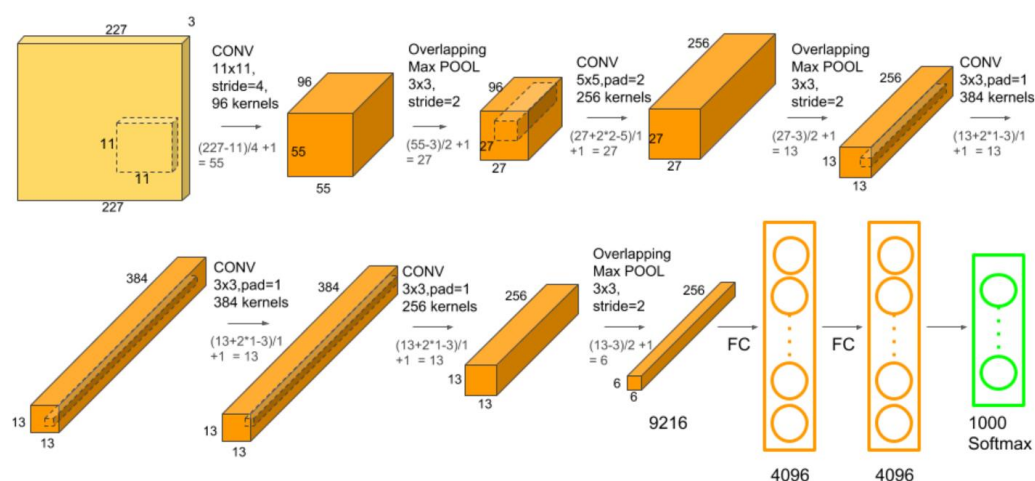 227
3
11
11
227
CONV
11x11,
stride=4,
96 kernels
(227-11)/4 +1
= 55
96
55
55
Overlapping
Max POOL
3x3,
stride=2
(55-3)/2 +1
= 27
96
27
27
CONV
5x5,pad=2
256 kernels
(27+2*2-5)/1
+1 = 27
256
27
27
Overlapping
Max POOL
3x3,
stride=2
(27-3)/2 +1
= 13
256
13
13
CONV
3x3,pad=1
384 kernels
(13+2*1-3)/1
+1 = 13
384
13
13
CONV
3x3,pad=1
384 kernels
(13+2*1-3)/1
+1 = 13
384
13
13
CONV
3x3,pad=1
256 kernels
(13+2*1-3)/1
+1 = 13
256
13
13
Overlapping
Max POOL
3x3,
stride=2
(13-3)/2 +1
= 6
256
6
6
9216
FC
4096
FC
4096
1000
Softmax